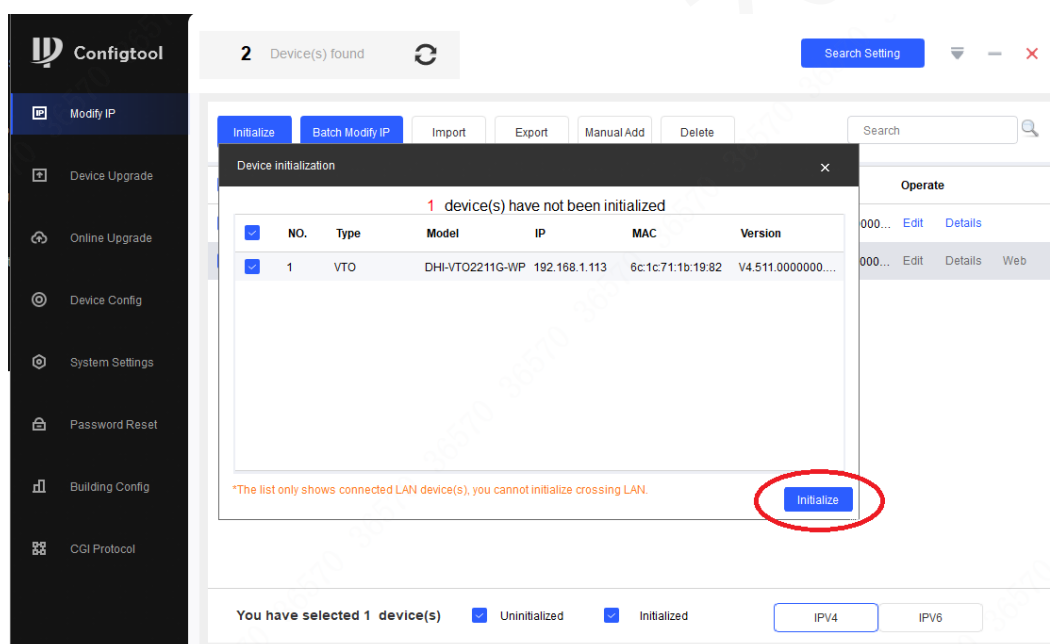 Configtool
2 Device(s) found
Search Setting
Modify IP
Device Upgrade
Online Upgrade
Device Config
System Settings
Password Reset
Building Config
CGI Protocol
Initialize Batch Modify IP Import Export Manual Add Delete Search
Device initialization
Operate
1 device(s) have not been initialized
NO. Type Model IP MAC Version
1 VTO DHI-VTO2211G-WP 192.168.1.113 6c:1c:71:1b:19:82 V4.511.0000000....
000... Edit Details
000... Edit Details Web
*The list only shows connected LAN device(s), you cannot initialize crossing LAN.
Initialize
You have selected 1 device(s) Uninitialized Initialized IPV4 IPV6
36570 36570 36570